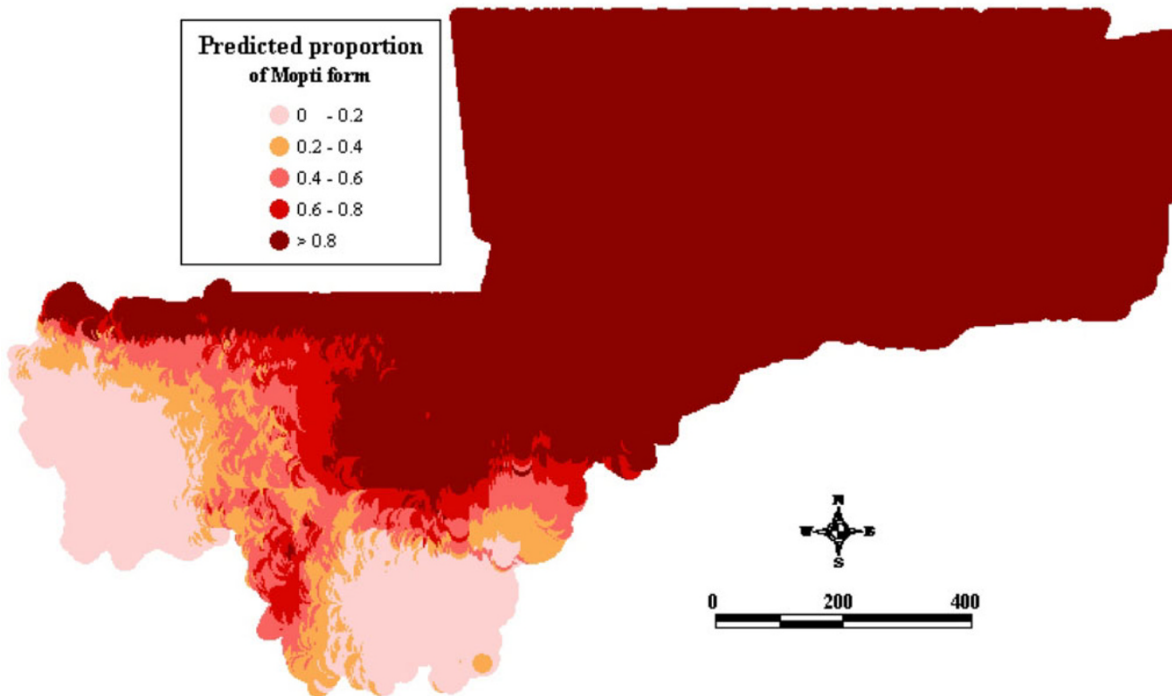 Predicted proportion
of Mopti form
0 - 0.2
0.2 - 0.4
0.4 - 0.6
0.6 - 0.8
> 0.8
N
W E
S
0 200 400